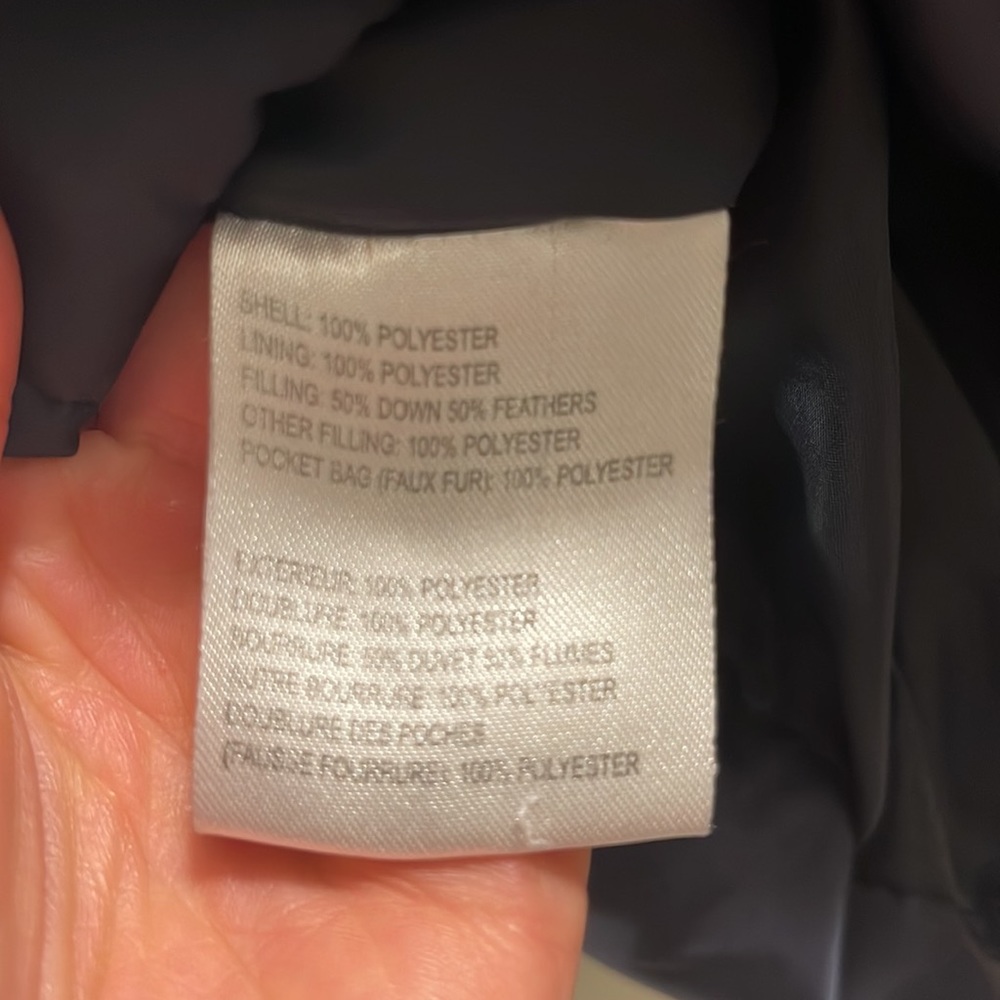 SHELL: 100% POLYESTER
LINING: 100% POLYESTER
FILLING: 50% DOWN 50% FEATHERS
OTHER FILLING: 100% POLYESTER
POCKET BAG (FAUX FUR): 100% POLYESTER
EXTERIEUR: 100% POLYESTER
DOUBLURE: 100% POLYESTER
BOURRURE: 50% DUVET 50% PLUMES
AUTRE BOURRURE: 100% POLYESTER
DOUBLURE DES POCHES
(FAUSSE FOURRURE): 100% POLYESTER